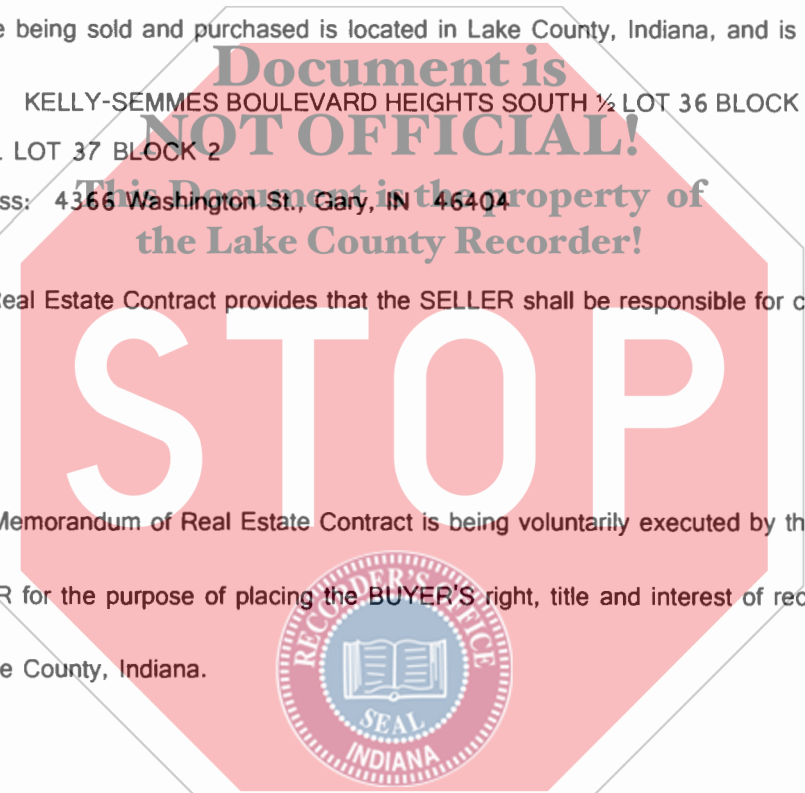 e being sold and purchased is located in Lake County, Indiana, and is
Document is
KELLY-SEMMES BOULEVARD HEIGHTS SOUTH ½ LOT 36 BLOCK
NOT OFFICIAL!
LOT 37 BLOCK 2
This Document is the property of
ss: 4366 Washington St., Gary, IN 46404
the Lake County Recorder!
Real Estate Contract provides that the SELLER shall be responsible for c
STOP
Memorandum of Real Estate Contract is being voluntarily executed by th
R for the purpose of placing the BUYER'S right, title and interest of rec
e County, Indiana.
RECORDER'S OFFICE
SEAL
INDIANA